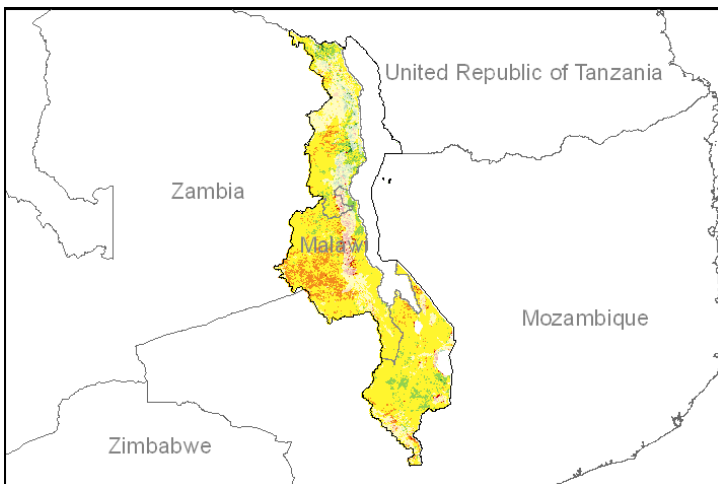 United Republic of Tanzania
Zambia
Malawi
Mozambique
Zimbabwe